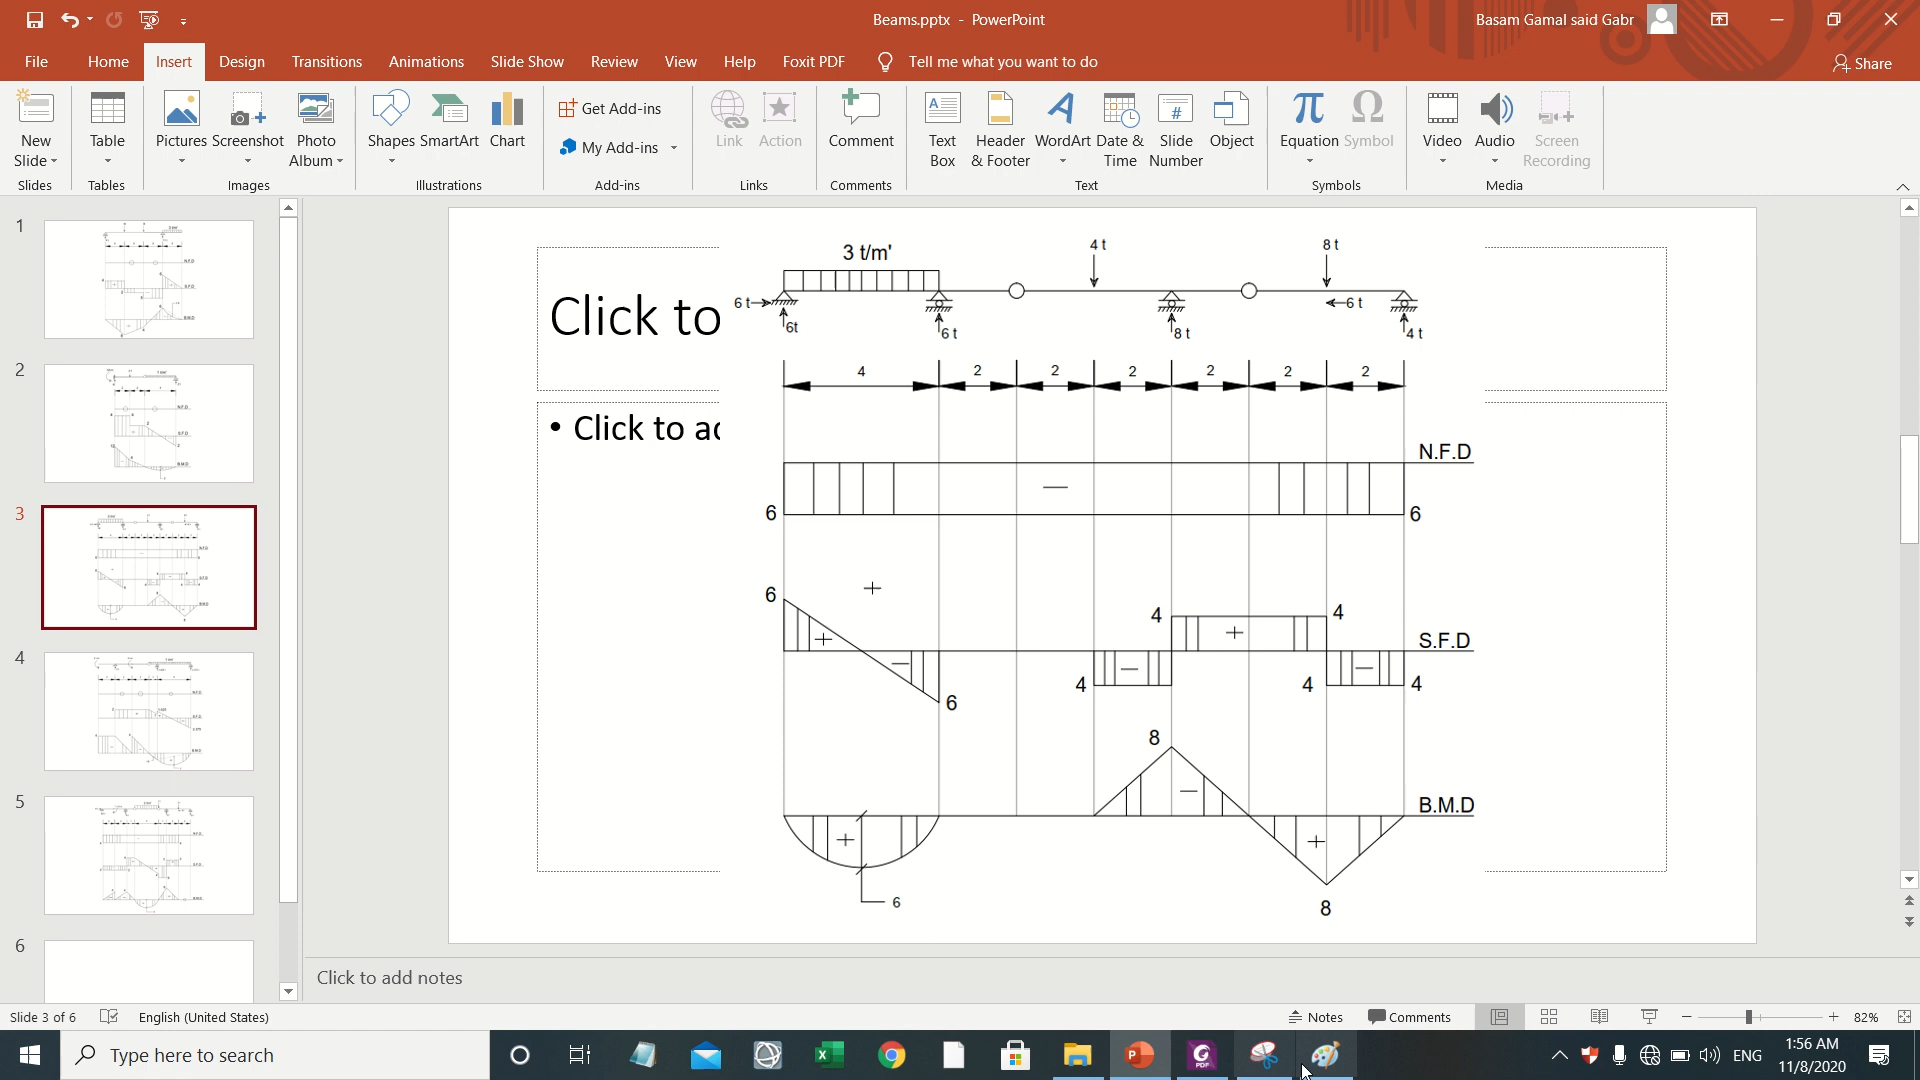 Beams.pptx - PowerPoint
Basam Gamal said Gabr
File Home Insert Design Transitions Animations Slide Show Review View Help Foxit PDF Tell me what you want to do
Share
New Slide
Table
Pictures
Screenshot
Photo Album
Shapes
SmartArt
Chart
Get Add-ins
My Add-ins
Link
Action
Comment
Text Box
Header & Footer
WordArt
Date & Time
Slide Number
Object
Equation
Symbol
Video
Audio
Screen Recording
Slides Tables Images Illustrations Add-ins Links Comments Text Symbols Media
1
2
3
4
5
6
3 t/m'
4 t
8 t
6 t
6 t
Click to
6t
6 t
8 t
4 t
4 2 2 2 2 2 2
• Click to ad
N.F.D
—
6 6
+
6
4 4
+ +
S.F.D
— — —
4 4 4
6
8
—
B.M.D
+ +
6
8
Click to add notes
Slide 3 of 6
English (United States)
Notes
Comments
82%
Type here to search
ENG
1:56 AM
11/8/2020